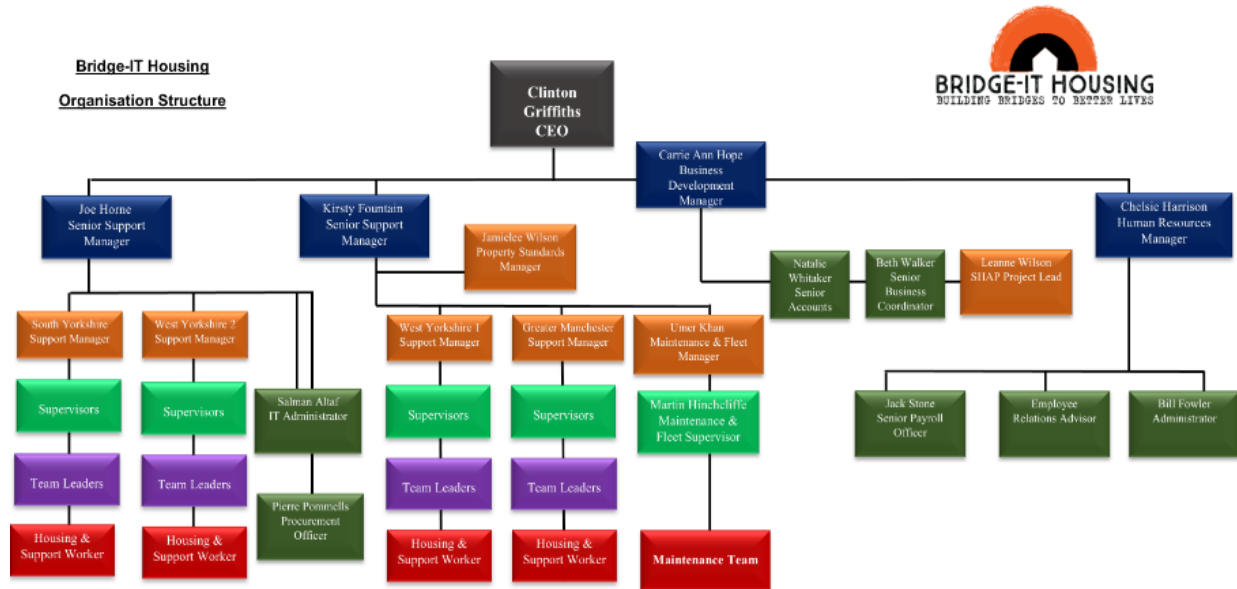 Bridge-IT Housing
Organisation Structure
BRIDGE-IT HOUSING
BUILDING BRIDGES TO BETTER LIVES
Clinton
Griffiths
CEO
Carrie Ann Hope
Business
Development
Manager
Joe Horne
Senior Support
Manager
Kirsty Fountain
Senior Support
Manager
Chelsie Harrison
Human Resources
Manager
Jamielee Wilson
Property Standards
Manager
Natalie
Whitaker
Senior
Accounts
Beth Walker
Senior
Business
Coordinator
Leanne Wilson
SHAP Project Lead
South Yorkshire
Support Manager
West Yorkshire 2
Support Manager
West Yorkshire 1
Support Manager
Greater Manchester
Support Manager
Umer Khan
Maintenance & Fleet
Manager
Supervisors
Supervisors
Salman Altaf
IT Administrator
Supervisors
Supervisors
Martin Hinchcliffe
Maintenance &
Fleet Supervisor
Jack Stone
Senior Payroll
Officer
Employee
Relations Advisor
Bill Fowler
Administrator
Team Leaders
Team Leaders
Pierre Pommells
Procurement
Officer
Team Leaders
Team Leaders
Housing &
Support Worker
Housing &
Support Worker
Housing &
Support Worker
Housing &
Support Worker
Maintenance Team